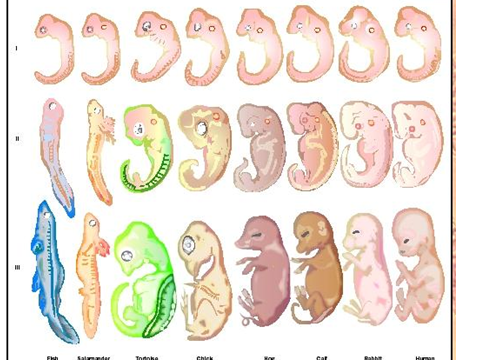 I
II
III
Fish Salamander Tortoise Chick Hog Calf Rabbit Human